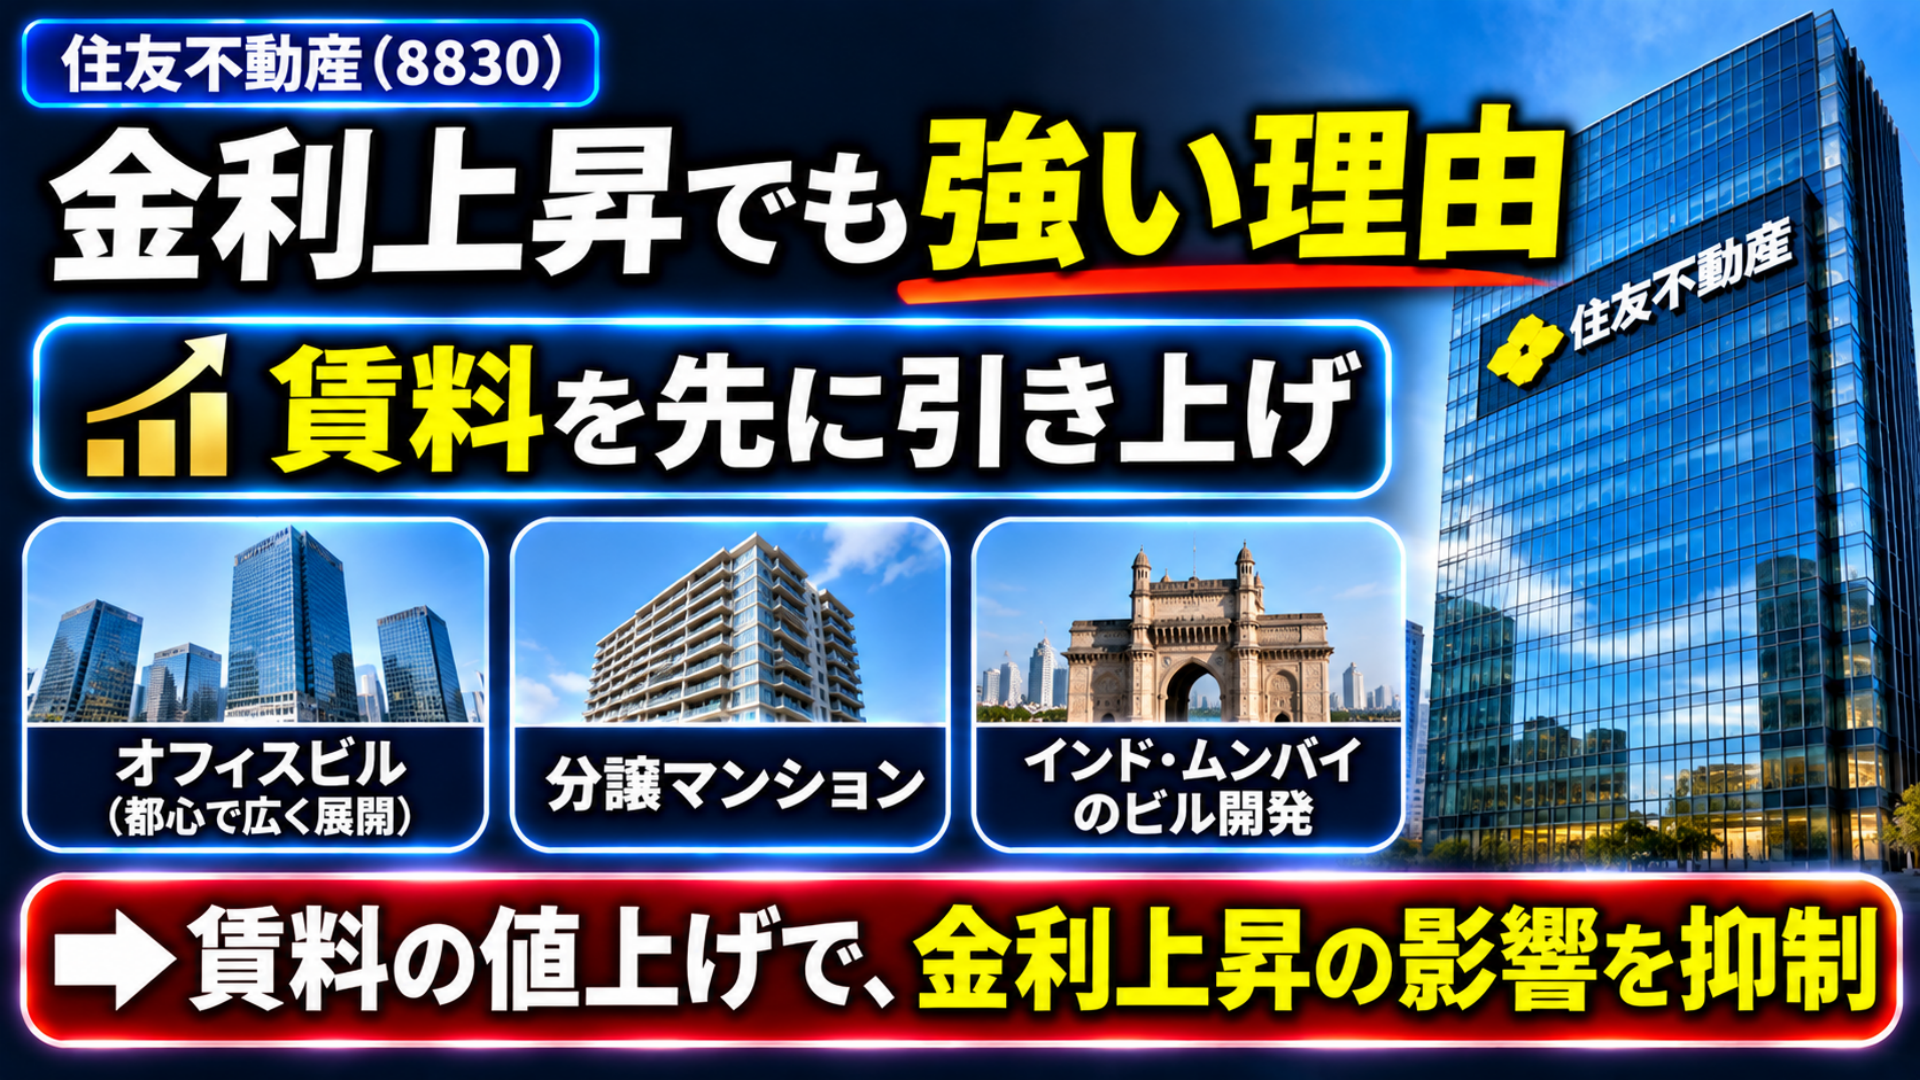 住友不動産(8830)
金利上昇でも強い理由
住友不動産
賃料を先に引き上げ
オフィスビル
(都心で広く展開)
分譲マンション
インド・ムンバイ
のビル開発
➡賃料の値上げで、金利上昇の影響を抑制